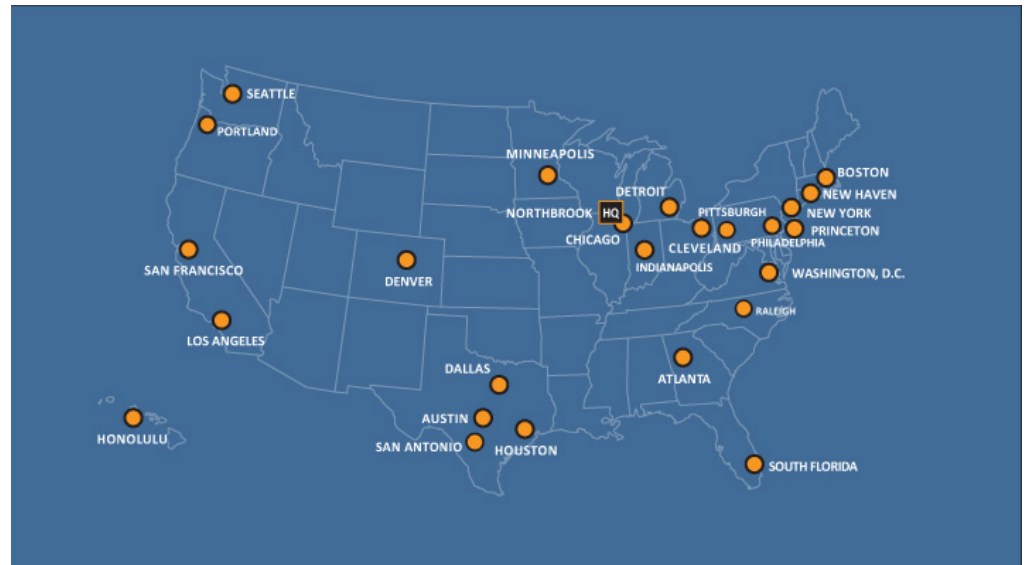 SEATTLE
PORTLAND
MINNEAPOLIS
BOSTON
DETROIT
NEW HAVEN
NORTHBROOK HQ
PITTSBURGH
NEW YORK
CHICAGO
CLEVELAND
PHILADELPHIA
PRINCETON
INDIANAPOLIS
SAN FRANCISCO
DENVER
WASHINGTON, D.C.
RALEIGH
LOS ANGELES
DALLAS
ATLANTA
AUSTIN
HONOLULU
SAN ANTONIO
HOUSTON
SOUTH FLORIDA